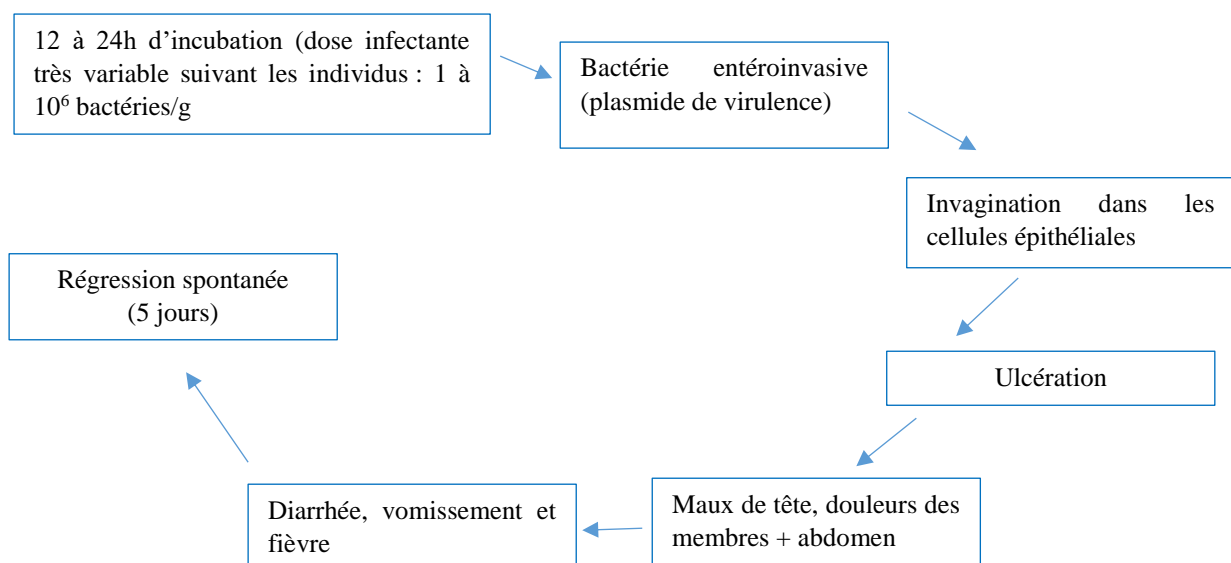 12 à 24h d’incubation (dose infectante
très variable suivant les individus : 1 à
10⁶ bactéries/g
Bactérie entéroinvasive
(plasmide de virulence)
Invagination dans les
cellules épithéliales
Ulcération
Maux de tête, douleurs des
membres + abdomen
Diarrhée, vomissement et
fièvre
Régression spontanée
(5 jours)